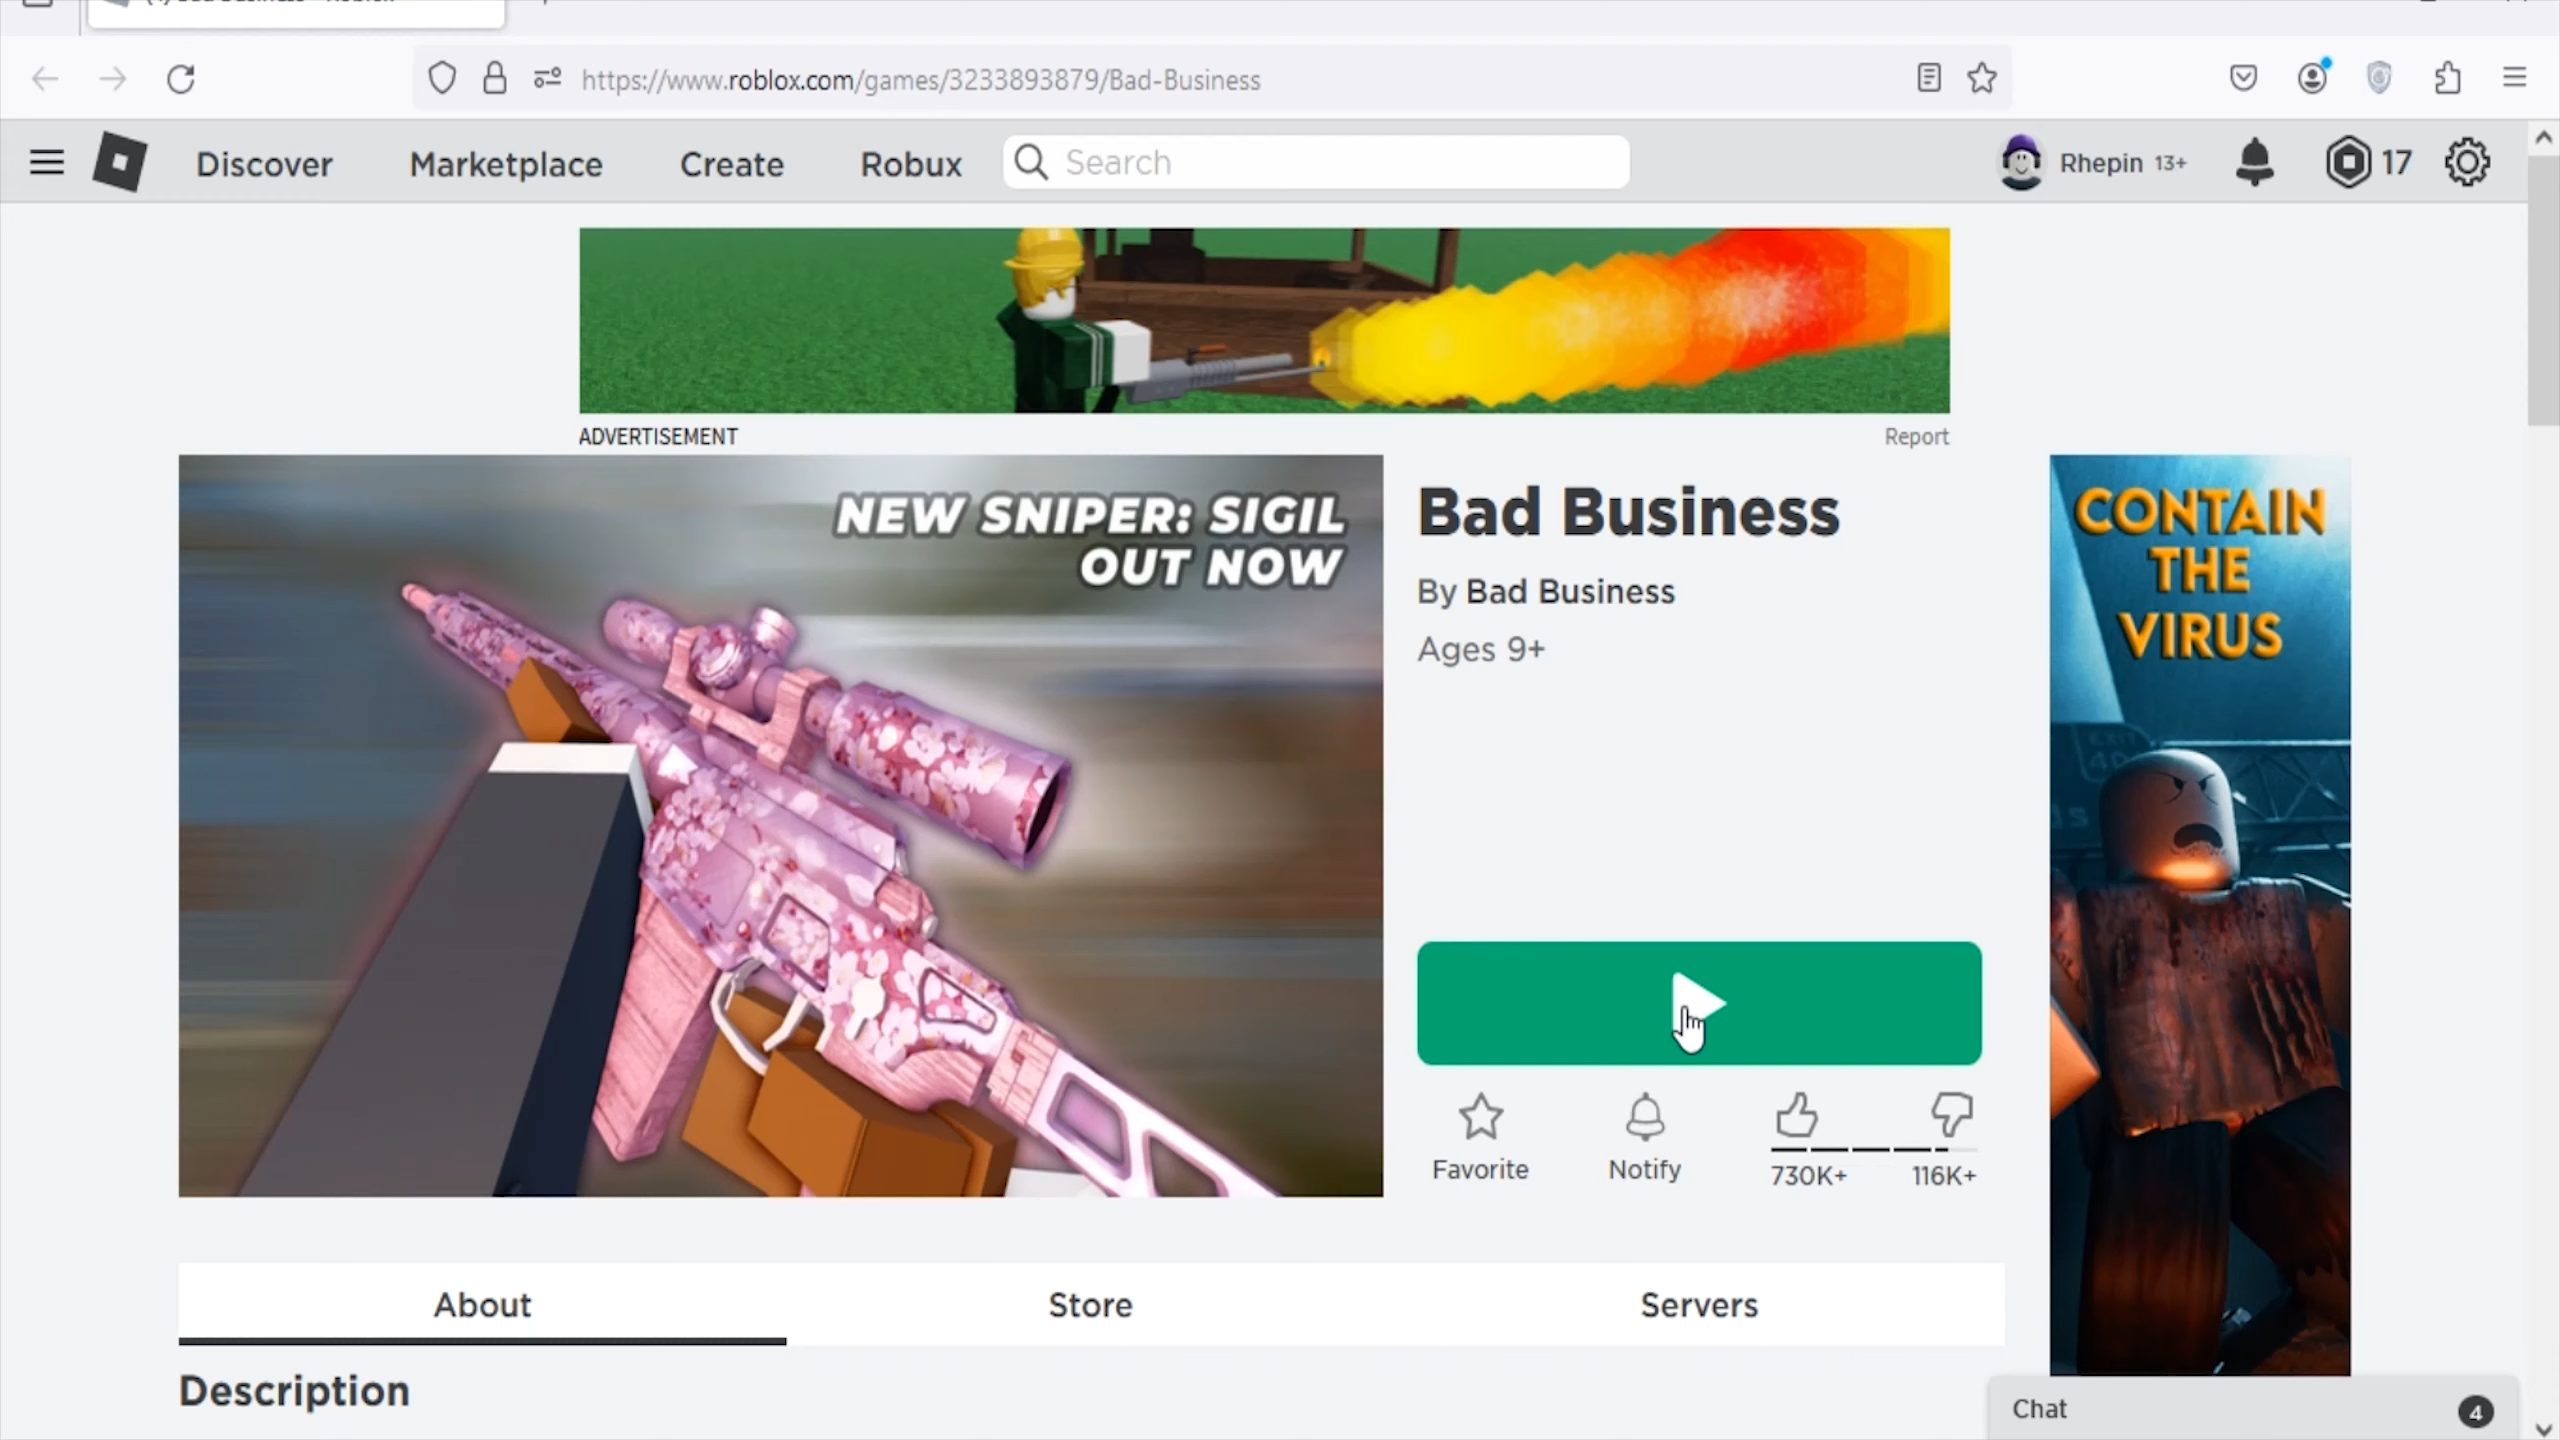 https://www.roblox.com/games/3233893879/Bad-Business
Discover
Marketplace
Create
Robux
Search
Rhepin 13+
17
ADVERTISEMENT
Report
NEW SNIPER: SIGIL
OUT NOW
Bad Business
By Bad Business
Ages 9+
CONTAIN
THE
VIRUS
Favorite
Notify
730K+
116K+
About
Store
Servers
Description
Chat
4